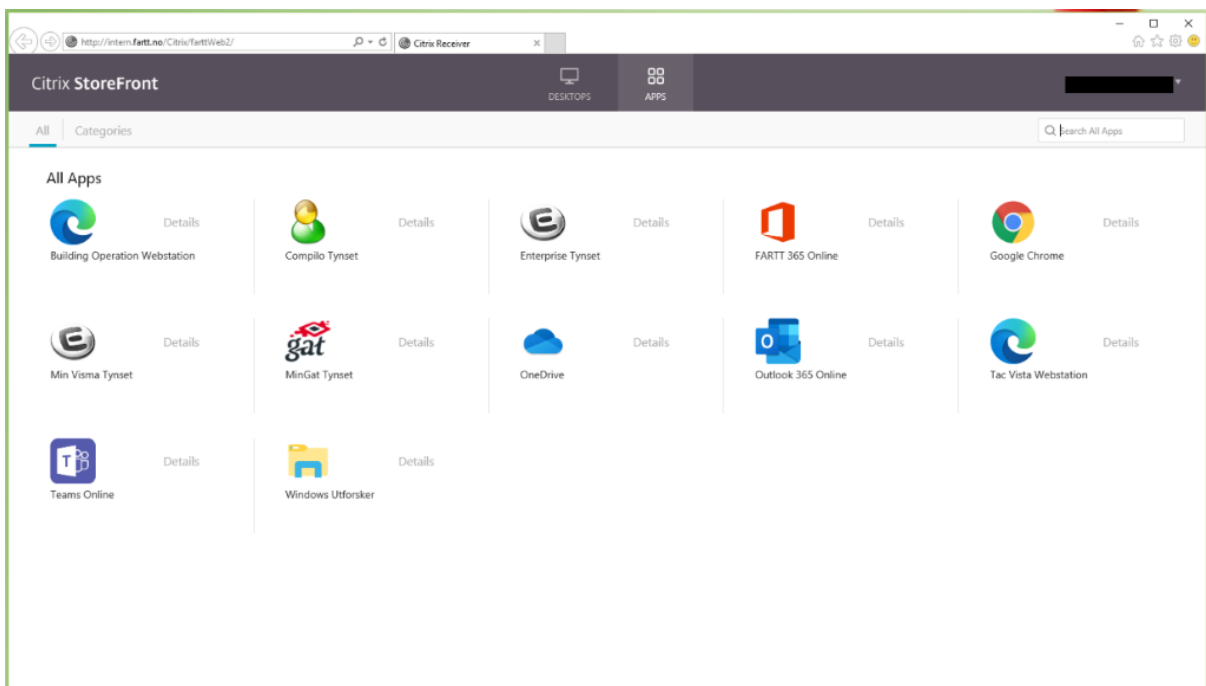 http://intern.fartt.no/Citrix/farttWeb2/
Citrix Receiver
Citrix StoreFront
DESKTOPS
APPS
All
Categories
Search All Apps
All Apps
Details
Details
Details
Details
Details
Building Operation Webstation
Compilo Tynset
Enterprise Tynset
FARTT 365 Online
Google Chrome
gat
Details
Details
Details
Details
Details
Min Visma Tynset
MinGat Tynset
OneDrive
Outlook 365 Online
Tac Vista Webstation
Details
Details
Teams Online
Windows Utforsker